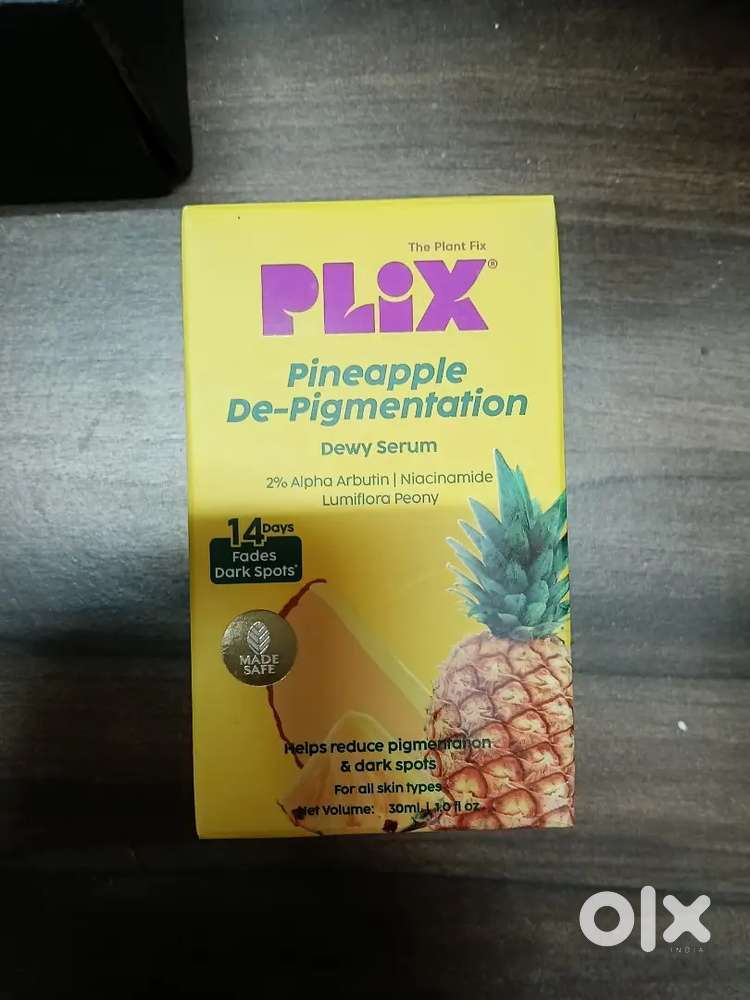 The Plant Fix
PLiX®
Pineapple
De-Pigmentation
Dewy Serum
2% Alpha Arbutin | Niacinamide
Lumiflora Peony
14 Days
Fades
Dark Spots*
MADE
SAFE
Helps reduce pigmentation
& dark spots
For all skin types
Net Volume: 30ml | 1.0 fl oz
olx
INDIA